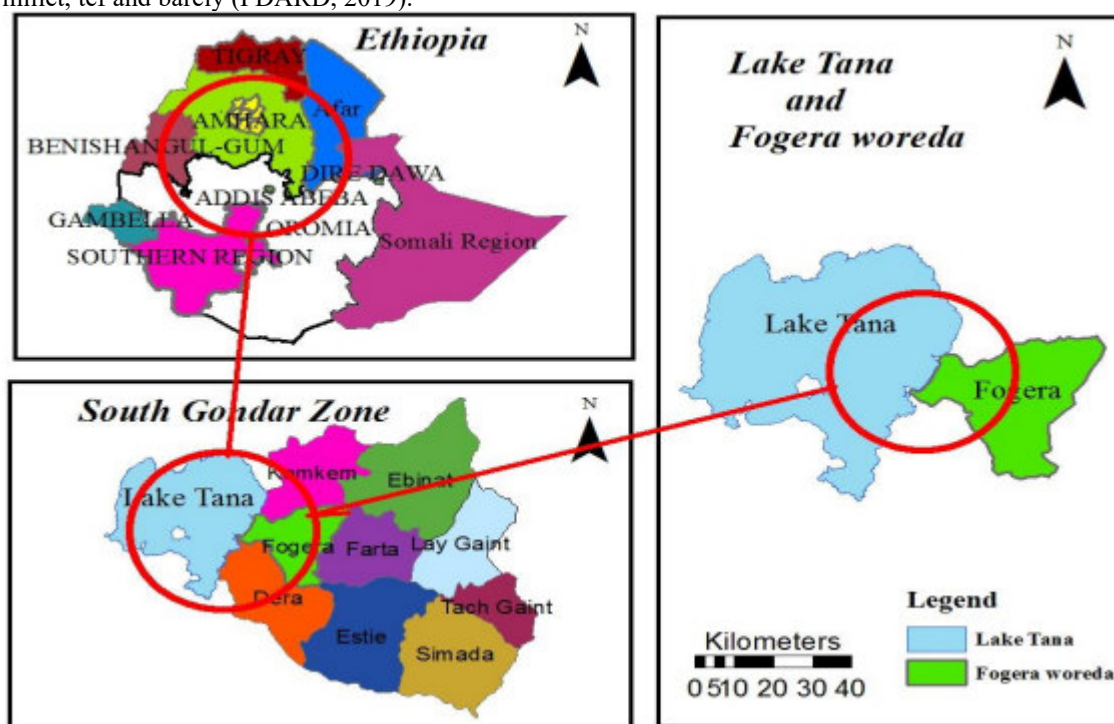 tef and barely (FDARD, 2019).
Ethiopia
N
TIGRAY
Afar
AMHARA
BENISHANGUL-GUM
DIRE DAWA
ADDIS ABEBA
GAMBELLA
OROMIA
SOUTHERN REGION
Somali Region
South Gondar Zone
N
Kemkem
Ebinat
Lake Tana
Fogera
Farta
Lay Gaint
Dera
Tach Gaint
Estie
Simada
Lake Tana
and
Fogera woreda
N
Lake Tana
Fogera
Legend
Lake Tana
Fogera woreda
Kilometers
0 5 10 20 30 40